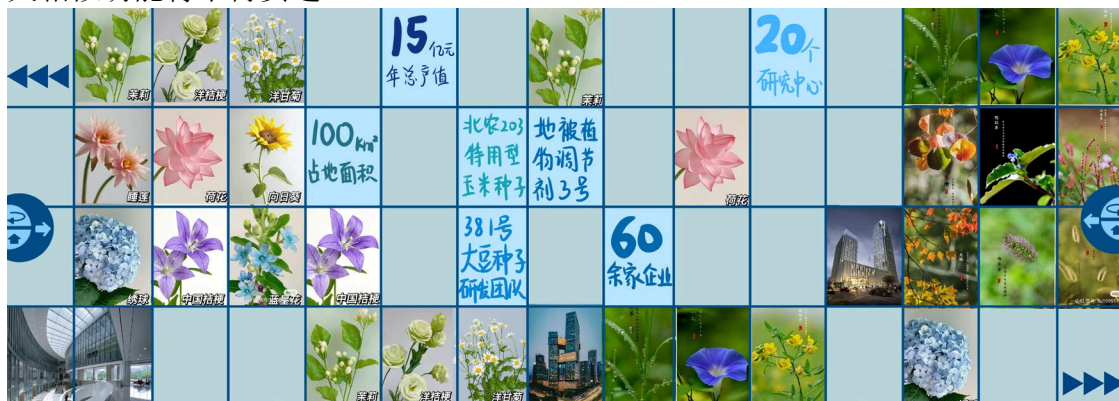 茉莉
洋桔梗
洋甘菊
15亿元
年总产值
茉莉
20个
研究中心
睡莲
荷花
向日葵
100Km²
占地面积
北农203
特用型
玉米种子
地被植
物调节
剂3号
荷花
绣球
中国桔梗
蓝星花
中国桔梗
381号
大豆种子
研发团队
60
余家企业
茉莉
洋桔梗
洋甘菊